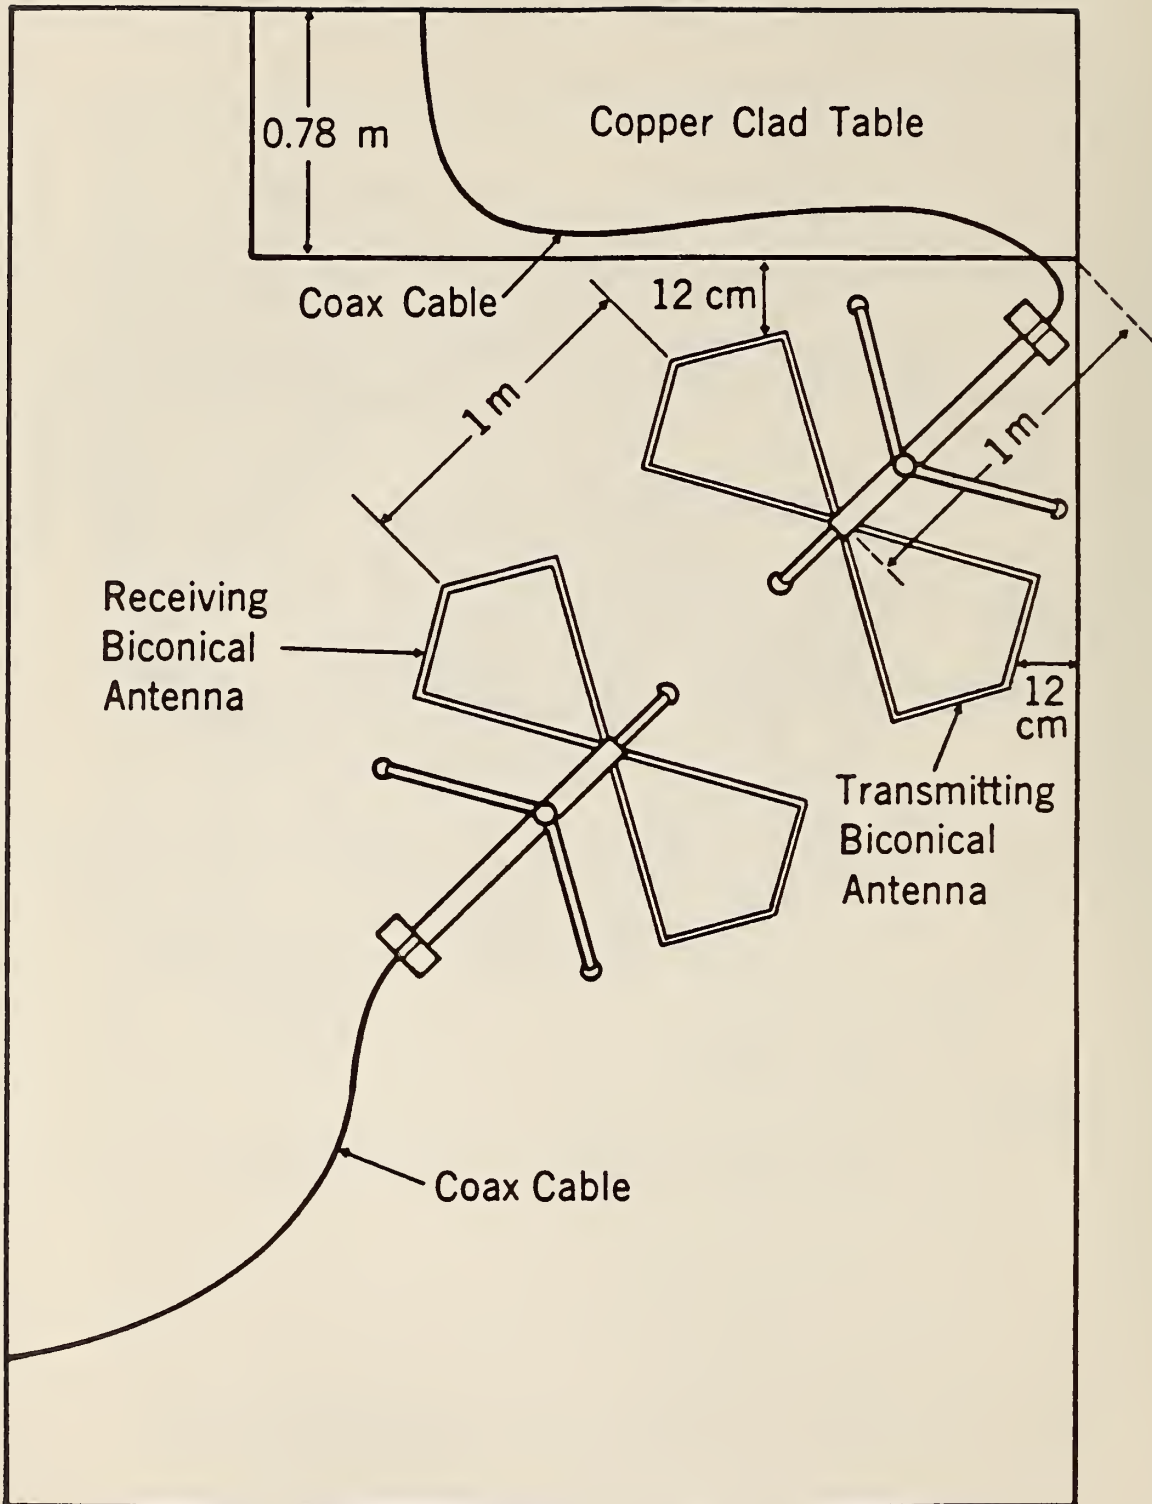 0.78 m
Copper Clad Table
Coax Cable
12 cm
1 m
1 m
Receiving
Biconical
Antenna
12
cm
Transmitting
Biconical
Antenna
Coax Cable